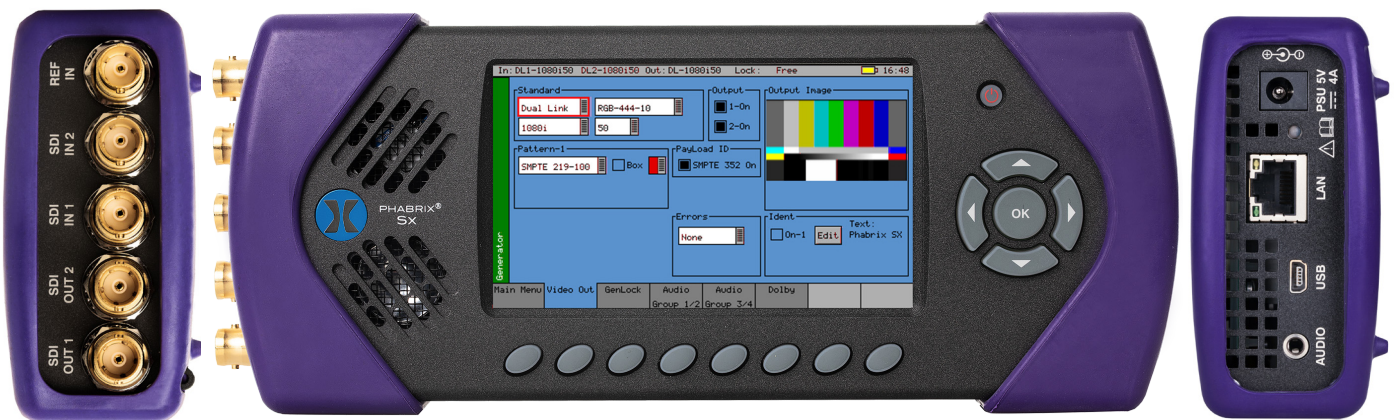 REF
IN
SDI
IN 2
SDI
IN 1
SDI
OUT 2
SDI
OUT 1
PHABRIX®
SX
In: DL1-1080i50 DL2-1080i50 Out: DL-1080i50 Lock: Free 16:48
Standard
Dual Link RGB-444-10
1080i 50
Output
1-On
2-On
Output Image
Pattern-1
SMPTE 219-100 Box
PayLoad ID
SMPTE 352 On
Errors
None
Ident
On-1 Edit
Text:
Phabrix SX
Generator
Main Menu Video Out GenLock Audio Audio Dolby
Group 1/2 Group 3/4
OK
PSU 5V
4A
LAN
USB
AUDIO